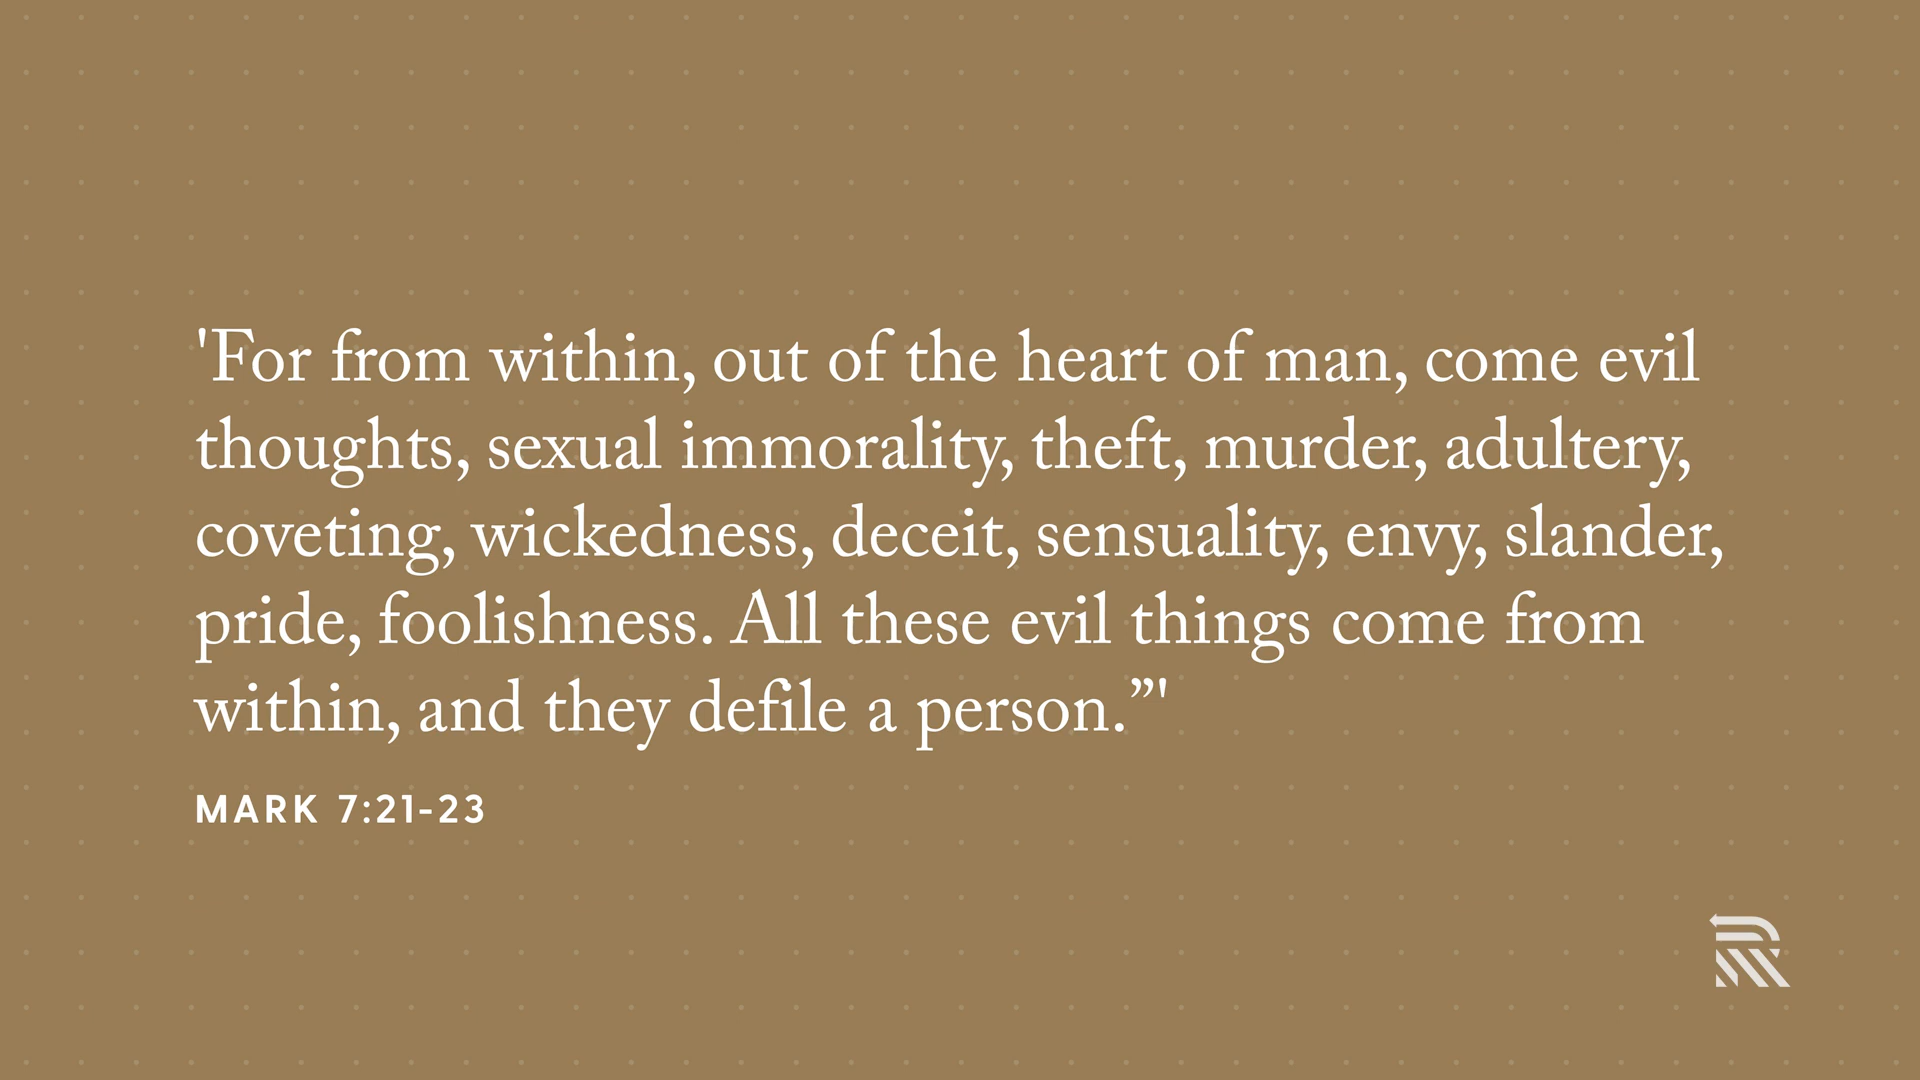 'For from within, out of the heart of man, come evil
thoughts, sexual immorality, theft, murder, adultery,
coveting, wickedness, deceit, sensuality, envy, slander,
pride, foolishness. All these evil things come from
within, and they defile a person.”'
MARK 7:21-23